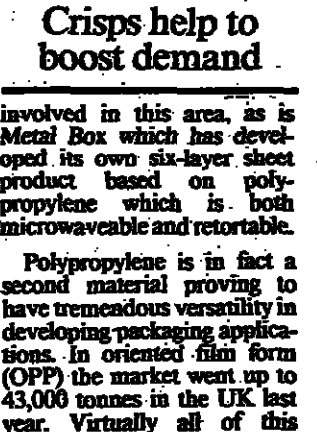 Crisps help to
boost demand
involved in this area, as is
Metal Box which has devel-
oped its own six-layer sheet
product based on poly-
propylene which is both
microwaveable and retortable.
Polypropylene is in fact a
second material proving to
have tremendous versatility in
developing packaging applica-
tions. In oriented film form
(OPP) the market went up to
43,000 tonnes in the UK last
year. Virtually all of this